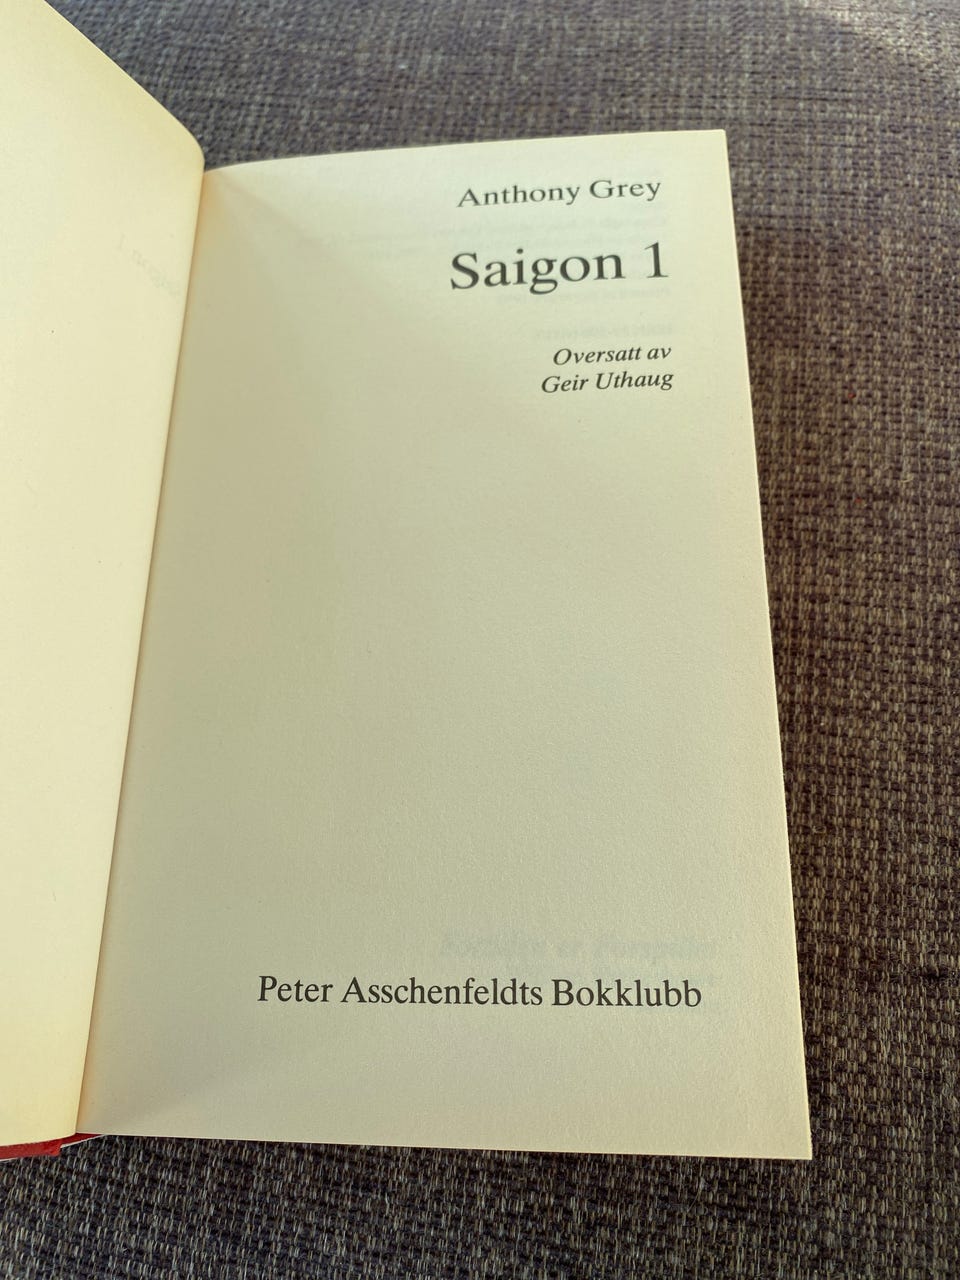 Anthony Grey
Saigon 1
Oversatt av
Geir Uthaug
Peter Asschenfeldts Bokklubb